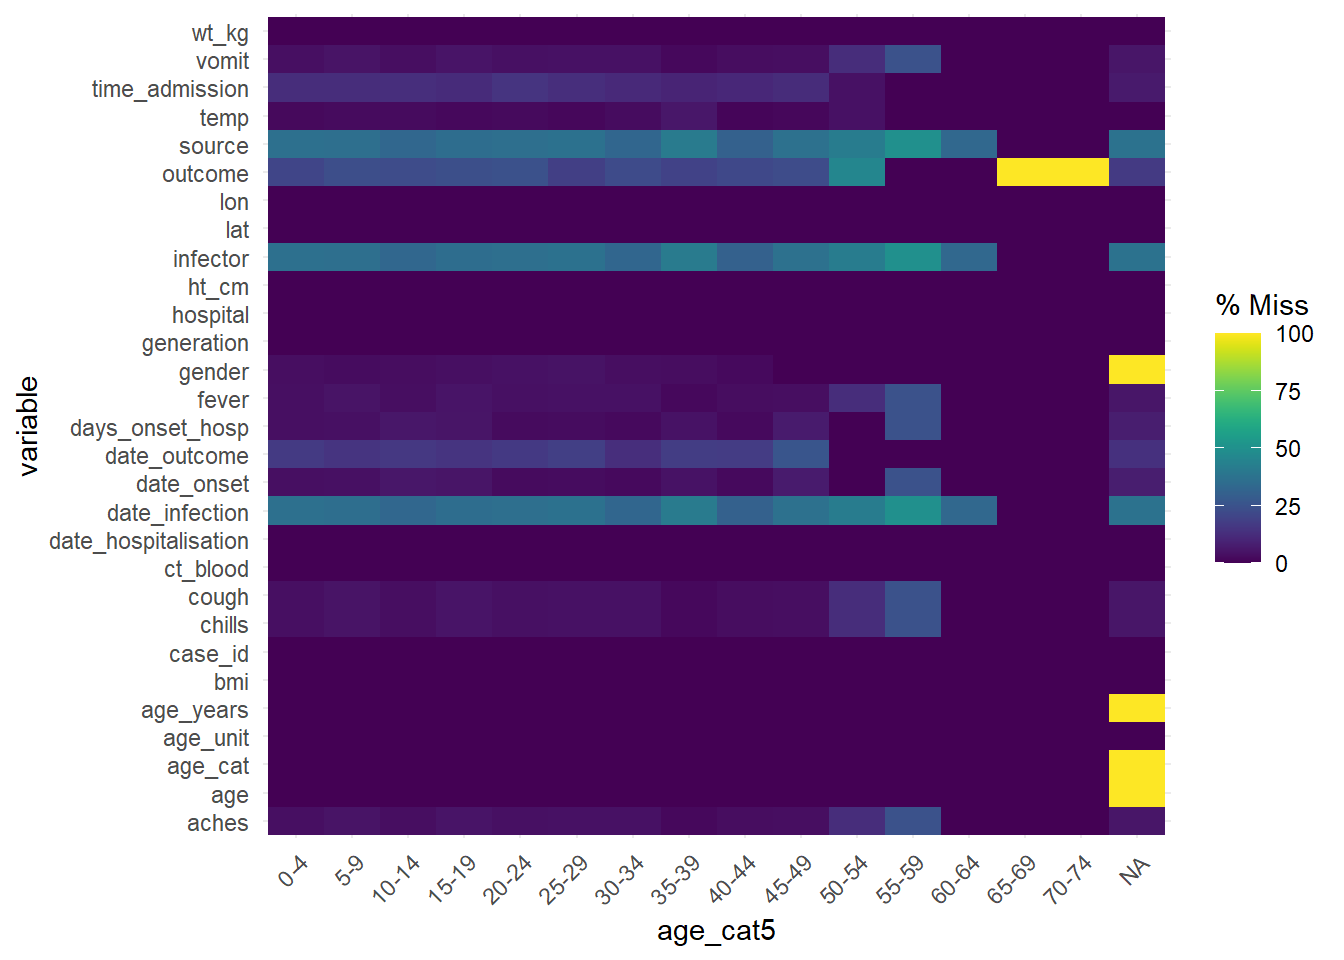 wt_kg
vomit
time_admission
temp
source
outcome
lon
lat
infector
ht_cm
hospital
generation
gender
fever
days_onset_hosp
date_outcome
date_onset
date_infection
date_hospitalisation
ct_blood
cough
chills
case_id
bmi
age_years
age_unit
age_cat
age
aches
variable
0-4 5-9 10-14 15-19 20-24 25-29 30-34 35-39 40-44 45-49 50-54 55-59 60-64 65-69 70-74 NA
age_cat5
% Miss
100
75
50
25
0